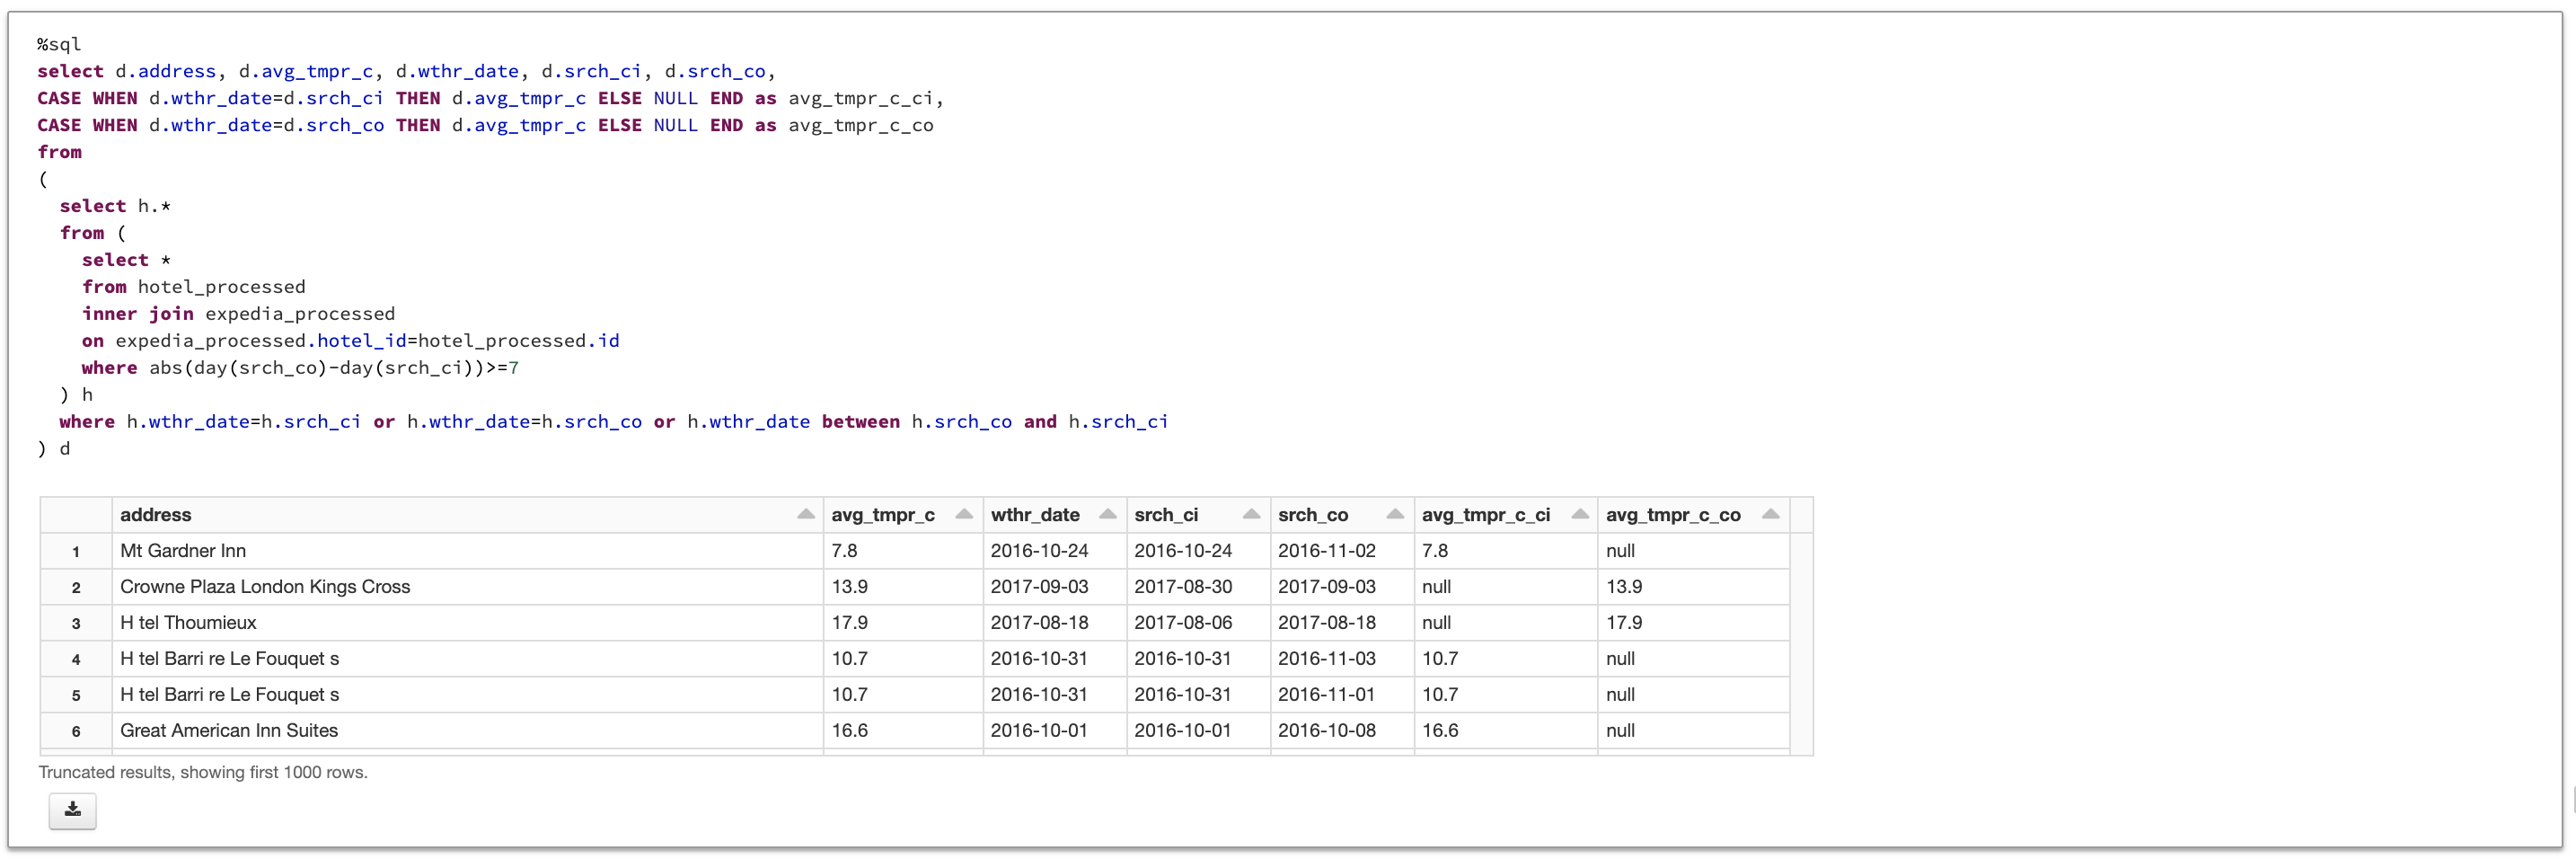 %sql
select d.address, d.avg_tmpr_c, d.wthr_date, d.srch_ci, d.srch_co,
CASE WHEN d.wthr_date=d.srch_ci THEN d.avg_tmpr_c ELSE NULL END as avg_tmpr_c_ci,
CASE WHEN d.wthr_date=d.srch_co THEN d.avg_tmpr_c ELSE NULL END as avg_tmpr_c_co
from
(
select h.*
from (
select *
from hotel_processed
inner join expedia_processed
on expedia_processed.hotel_id=hotel_processed.id
where abs(day(srch_co)-day(srch_ci))>=7
) h
where h.wthr_date=h.srch_ci or h.wthr_date=h.srch_co or h.wthr_date between h.srch_co and h.srch_ci
) d
address avg_tmpr_c wthr_date srch_ci srch_co avg_tmpr_c_ci avg_tmpr_c_co
1 Mt Gardner Inn 7.8 2016-10-24 2016-10-24 2016-11-02 7.8 null
2 Crowne Plaza London Kings Cross 13.9 2017-09-03 2017-08-30 2017-09-03 null 13.9
3 H tel Thoumieux 17.9 2017-08-18 2017-08-06 2017-08-18 null 17.9
4 H tel Barri re Le Fouquet s 10.7 2016-10-31 2016-10-31 2016-11-03 10.7 null
5 H tel Barri re Le Fouquet s 10.7 2016-10-31 2016-10-31 2016-11-01 10.7 null
6 Great American Inn Suites 16.6 2016-10-01 2016-10-01 2016-10-08 16.6 null
Truncated results, showing first 1000 rows.